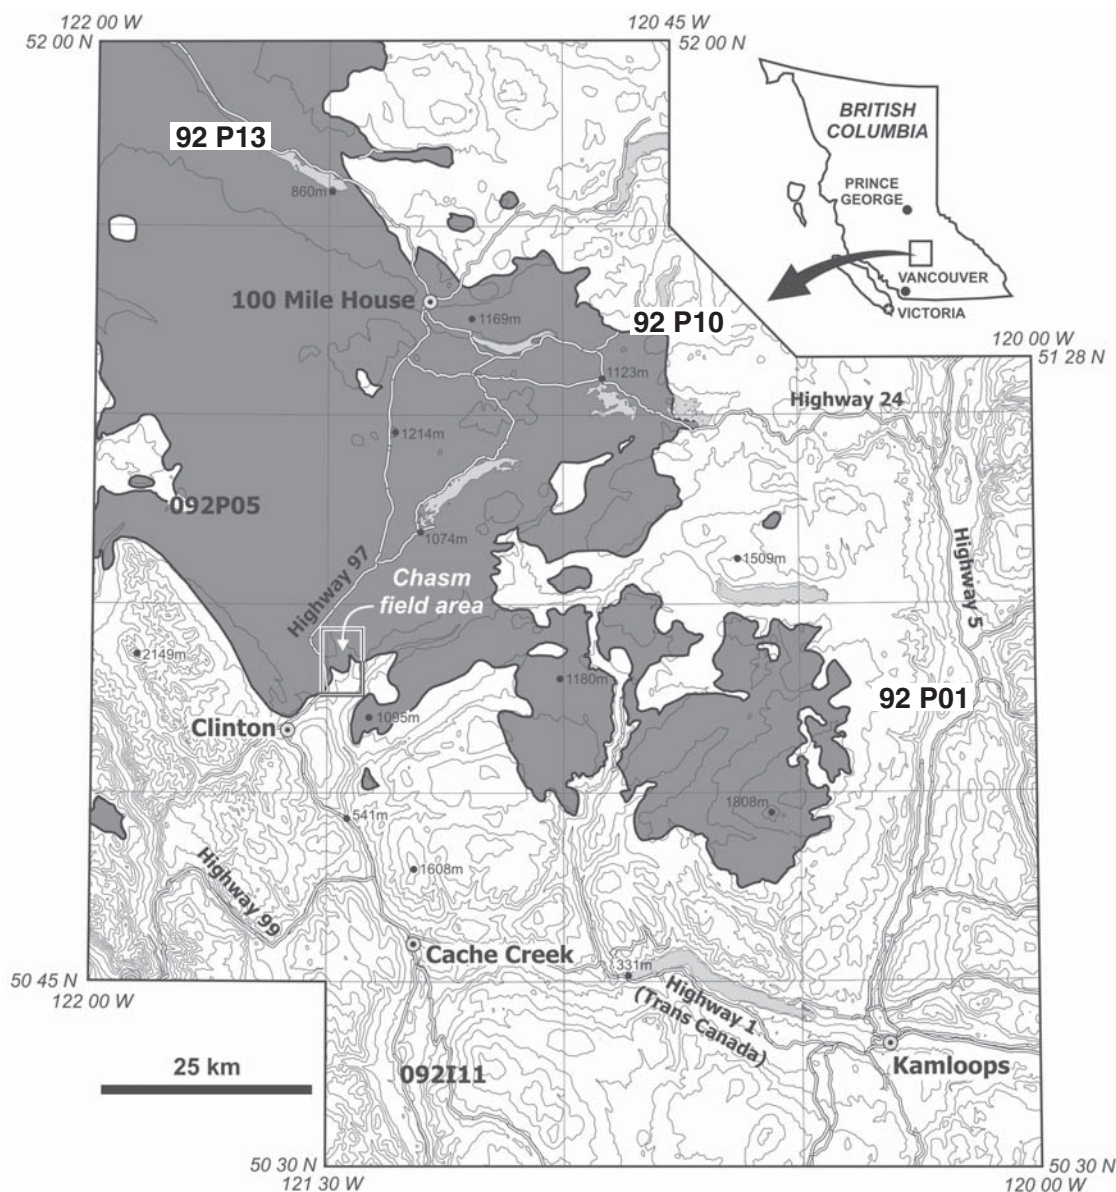 122 00 W
52 00 N
120 45 W
52 00 N
BRITISH
COLUMBIA
PRINCE
GEORGE
VANCOUVER
VICTORIA
92 P13
860m
100 Mile House
1169m
92 P10
120 00 W
51 28 N
1123m
Highway 24
1214m
092P05
1074m
Highway 97
Chasm
field area
1509m
Highway 5
2149m
1180m
92 P01
Clinton
1095m
541m
1808m
1608m
Highway 99
Cache Creek
331m
50 45 N
122 00 W
Highway 1
(Trans Canada)
Kamloops
25 km
092I11
50 30 N
121 30 W
50 30 N
120 00 W